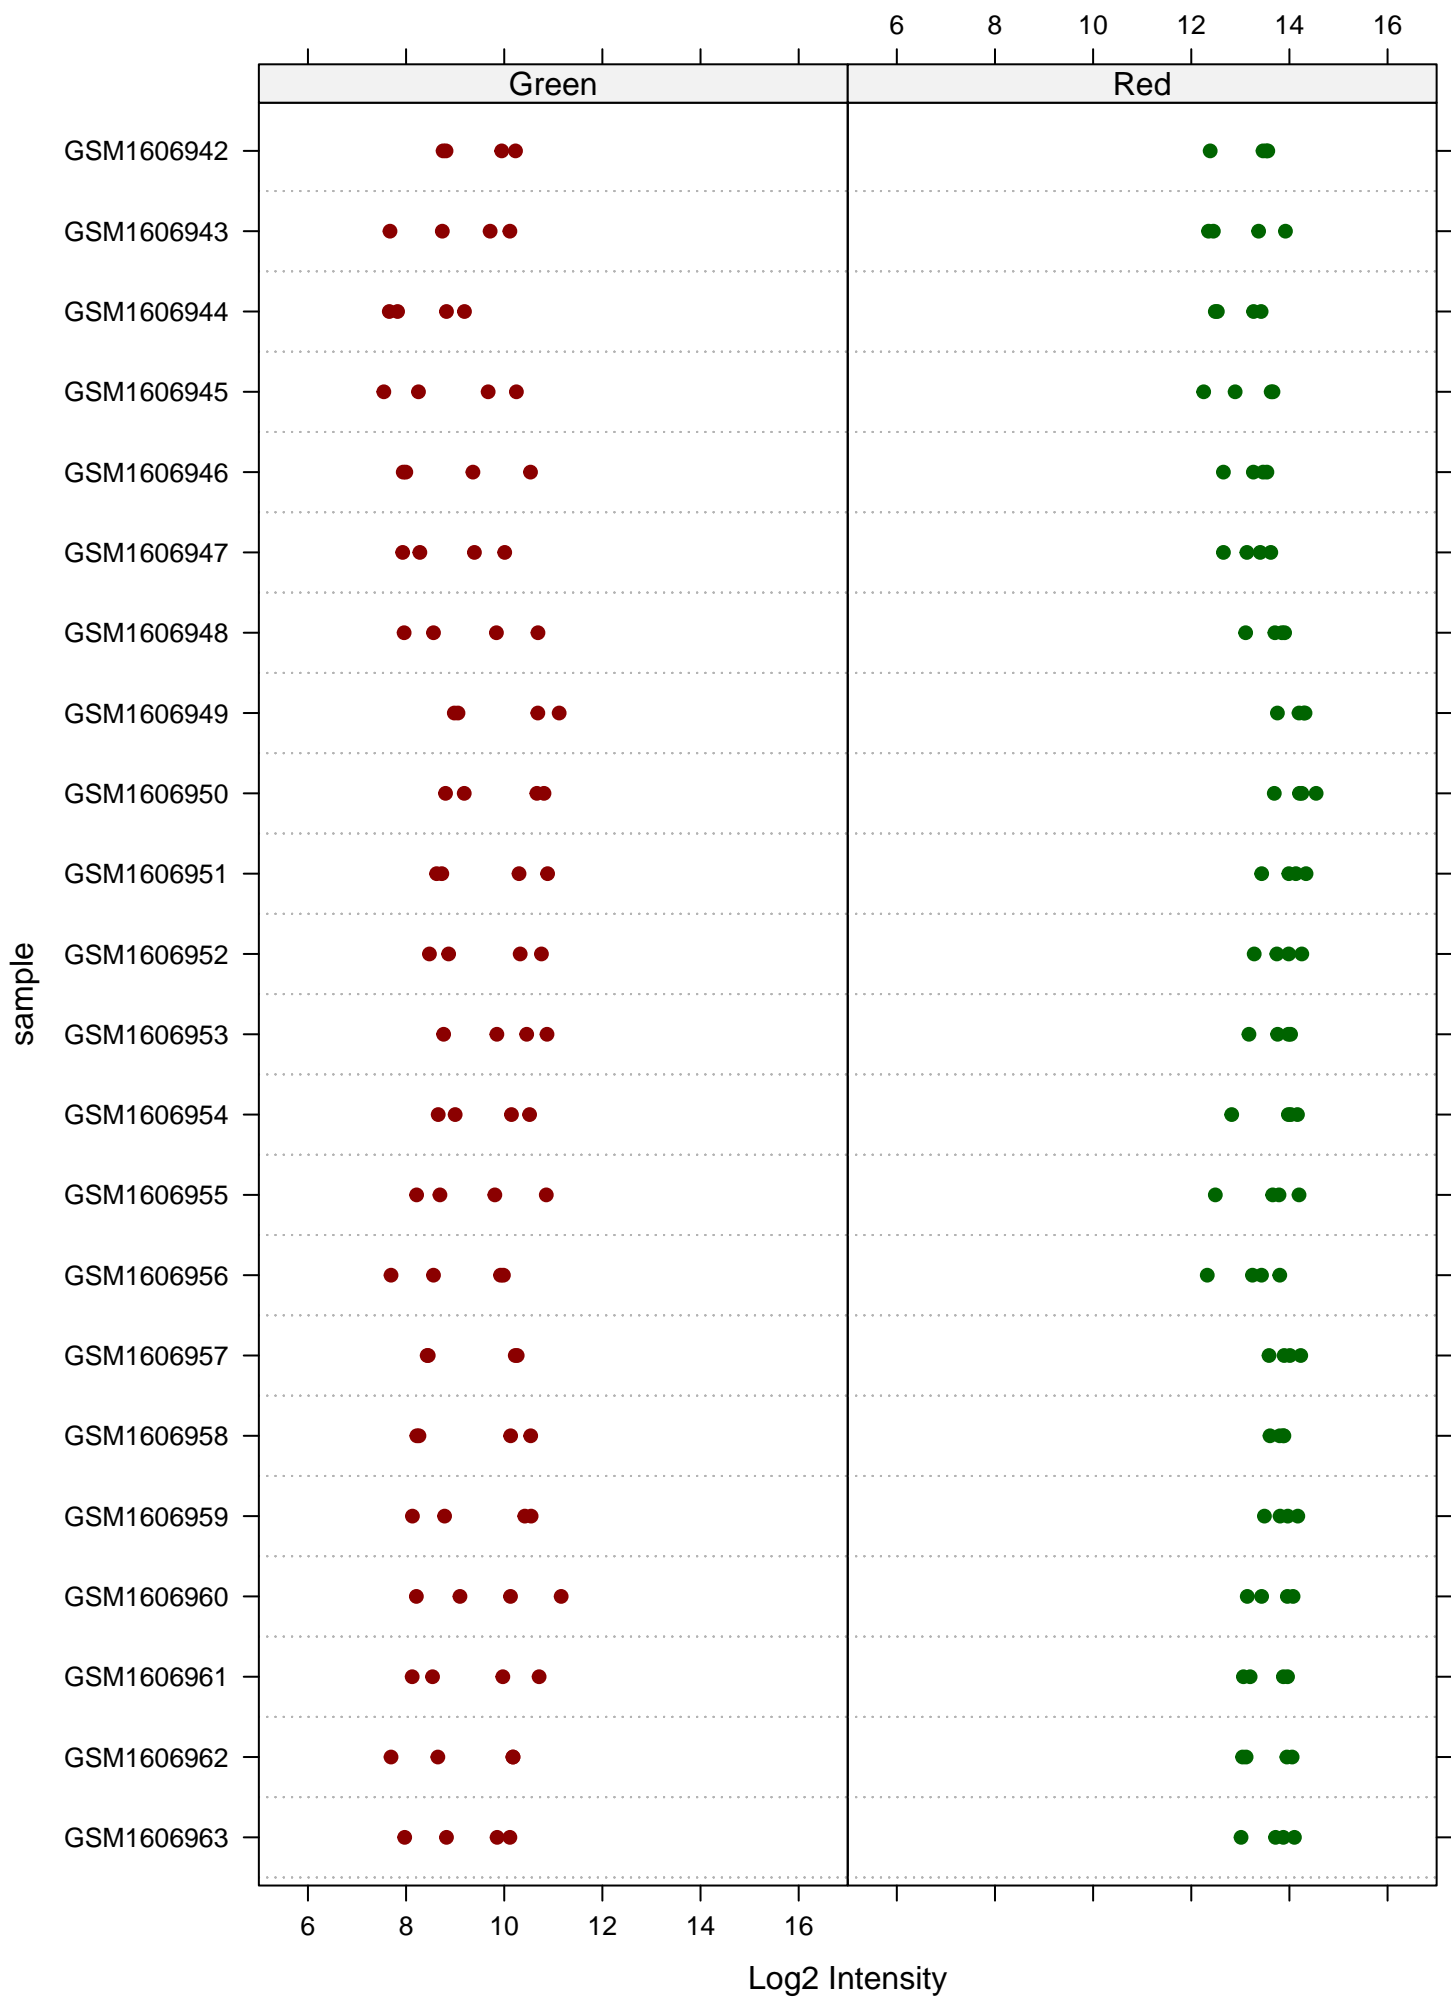 6 8 10 12 14 16
Green Red
GSM1606942
GSM1606943
GSM1606944
GSM1606945
GSM1606946
GSM1606947
GSM1606948
GSM1606949
GSM1606950
GSM1606951
GSM1606952
GSM1606953
GSM1606954
GSM1606955
GSM1606956
GSM1606957
GSM1606958
GSM1606959
GSM1606960
GSM1606961
GSM1606962
GSM1606963
sample
6 8 10 12 14 16
Log2 Intensity